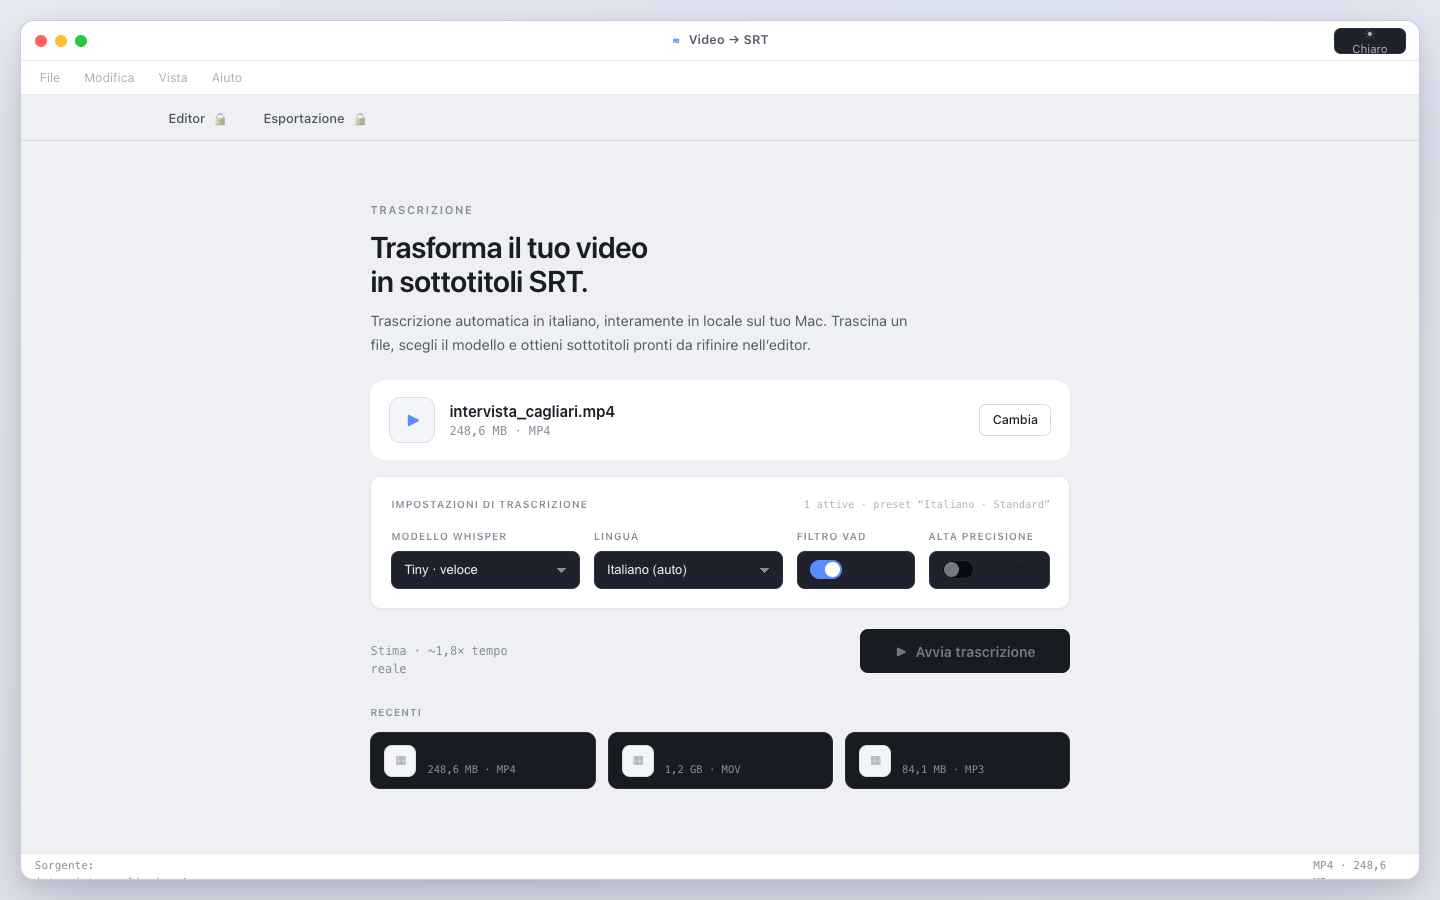 Video → SRT
Chiaro
File Modifica Vista Aiuto
Editor Esportazione
TRASCRIZIONE
Trasforma il tuo video
in sottotitoli SRT.
Trascrizione automatica in italiano, interamente in locale sul tuo Mac. Trascina un
file, scegli il modello e ottieni sottotitoli pronti da rifinire nell'editor.
intervista_cagliari.mp4
248,6 MB · MP4
Cambia
IMPOSTAZIONI DI TRASCRIZIONE
1 attive · preset “Italiano · Standard”
MODELLO WHISPER LINGUA FILTRO VAD ALTA PRECISIONE
Tiny · veloce Italiano (auto)
Stima · ~1,8× tempo
reale
Avvia trascrizione
RECENTI
248,6 MB · MP4 1,2 GB · MOV 84,1 MB · MP3
Sorgente:
MP4 · 248,6